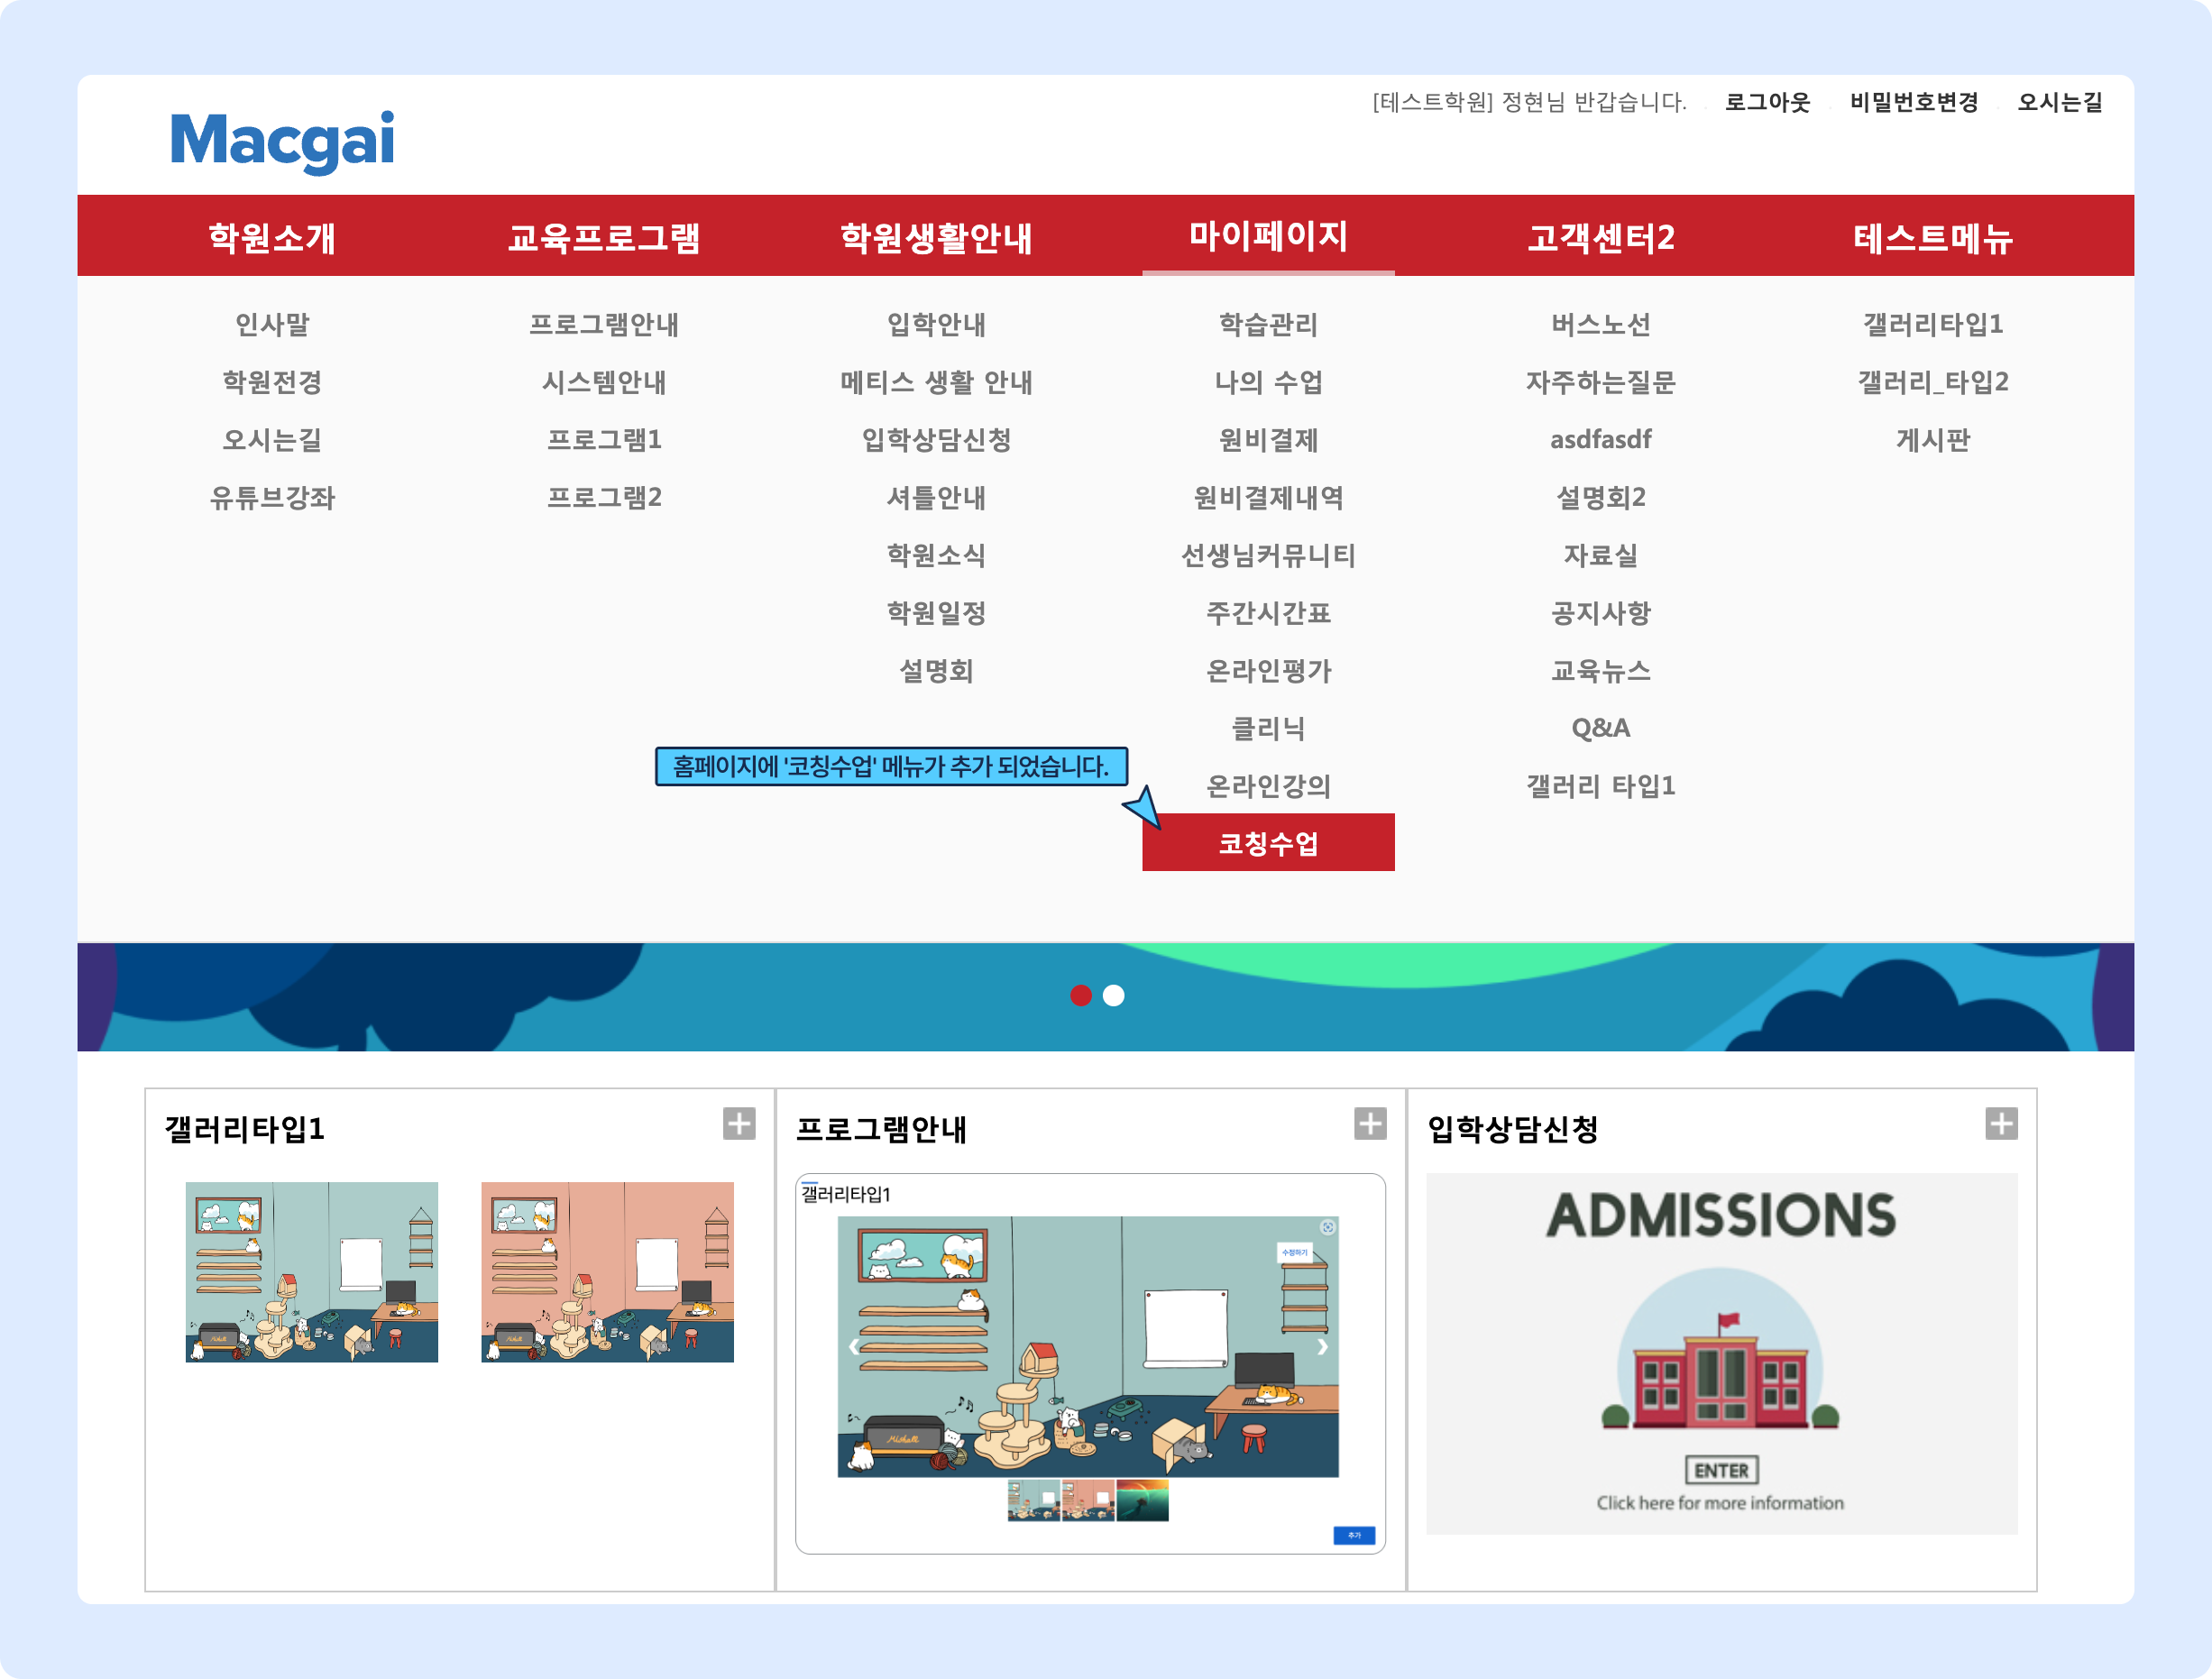 [테스트학원] 정현님 반갑습니다. 로그아웃 비밀번호변경 오시는길
Macgai
학원소개 교육프로그램 학원생활안내 마이페이지 고객센터2 테스트메뉴
인사말
학원전경
오시는길
유튜브강좌
프로그램안내
시스템안내
프로그램1
프로그램2
입학안내
메티스 생활 안내
입학상담신청
셔틀안내
학원소식
학원일정
설명회
학습관리
나의 수업
원비결제
원비결제내역
선생님커뮤니티
주간시간표
온라인평가
클리닉
온라인강의
코칭수업
버스노선
자주하는질문
asdfasdf
설명회2
자료실
공지사항
교육뉴스
Q&A
갤러리 타입1
갤러리타입1
갤러리_타입2
게시판
홈페이지에 '코칭수업' 메뉴가 추가 되었습니다.
갤러리타입1
프로그램안내
갤러리타입1
수정하기
Mishall
추가
입학상담신청
ADMISSIONS
ENTER
Click here for more information